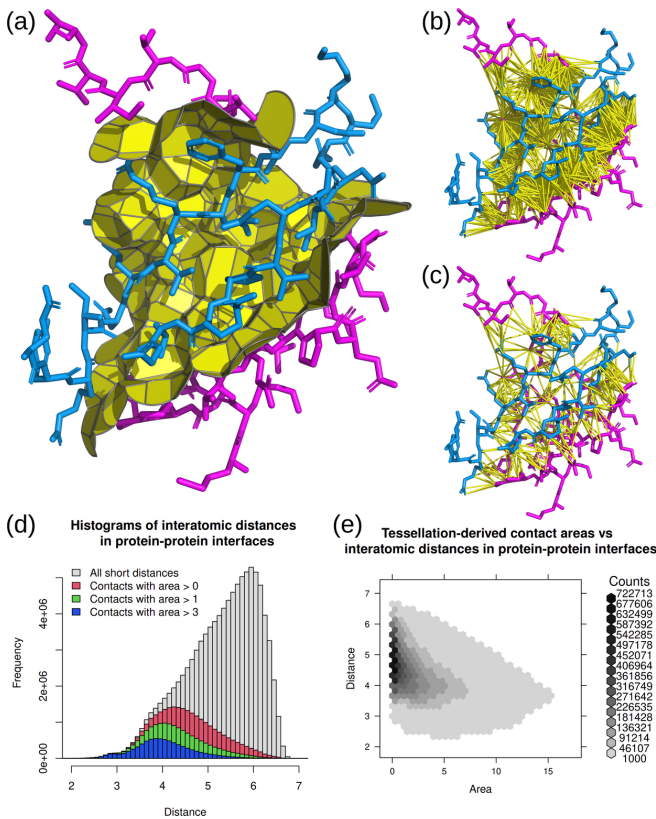 (a)
(b)
(c)
(d)
Histograms of interatomic distances
in protein-protein interfaces
All short distances
Contacts with area > 0
Contacts with area > 1
Contacts with area > 3
Frequency
0e+00
2e+06
4e+06
2
3
4
5
6
7
Distance
(e)
Tessellation-derived contact areas vs
interatomic distances in protein-protein interfaces
Distance
7
6
5
4
3
2
0
5
10
15
Area
Counts
722713
677606
632499
587392
542285
497178
452071
406964
361856
316749
271642
226535
181428
136321
91214
46107
1000